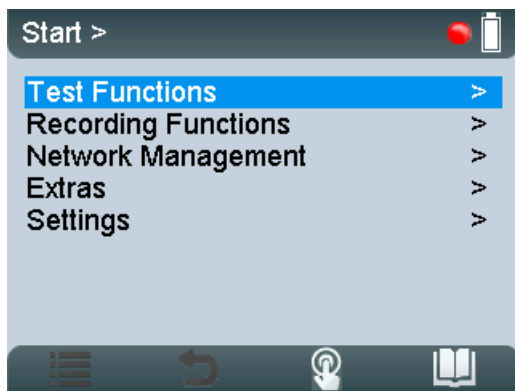 Start >
Test Functions >
Recording Functions >
Network Management >
Extras >
Settings >